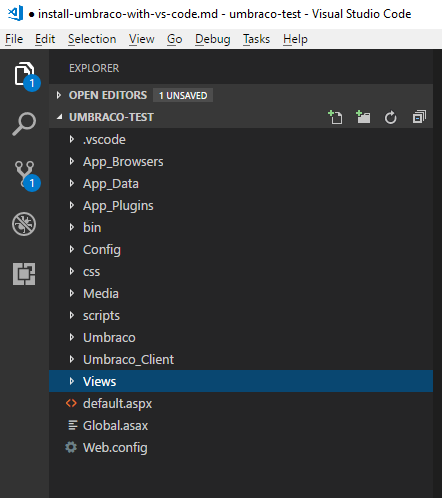 ● install-umbraco-with-vs-code.md - umbraco-test - Visual Studio Code
File Edit Selection View Go Debug Tasks Help
EXPLORER
OPEN EDITORS 1 UNSAVED
UMBRACO-TEST
.vscode
App_Browsers
App_Data
App_Plugins
bin
Config
css
Media
scripts
Umbraco
Umbraco_Client
Views
default.aspx
Global.asax
Web.config
1
1